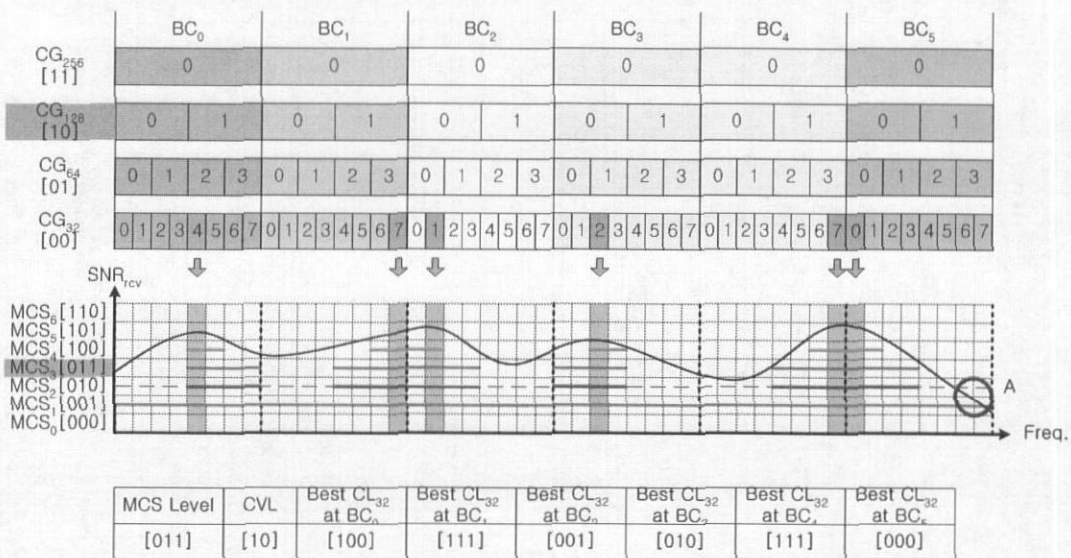 BC0 BC1 BC2 BC3 BC4 BC5
CG256 0 0 0 0 0 0
[11]
CG128 0 1 0 1 0 1 0 1 0 1 0 1
[10]
CG64 0 1 2 3 0 1 2 3 0 1 2 3 0 1 2 3 0 1 2 3 0 1 2 3
[01]
CG32 0 1 2 3 4 5 6 7 0 1 2 3 4 5 6 7 0 1 2 3 4 5 6 7 0 1 2 3 4 5 6 7 0 1 2 3 4 5 6 7 0 1 2 3 4 5 6 7
[00]
SNRrcv
MCS6[110]
MCS5[101]
MCS4[100]
MCS3[011]
MCS2[010] A
MCS1[001]
MCS0[000]
Freq.
MCS Level CVL Best CL32 at BC0 Best CL32 at BC1 Best CL32 at BC2 Best CL32 at BC3 Best CL32 at BC4 Best CL32 at BC5
[011] [10] [100] [111] [001] [010] [111] [000]